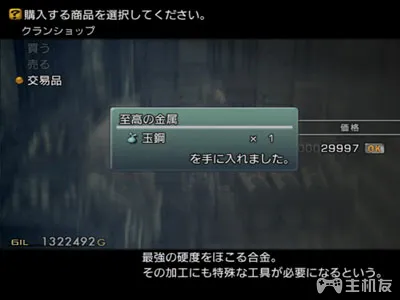 購入する商品を選択してください。
クランショップ
買う
売る
交易品
至高の金属
玉鋼 × 1
を手に入れました。
価格
29997 OK
GIL 1322492G
最強の硬度をほこる合金。
その加工にも特殊な工具が必要になるという。
主机友